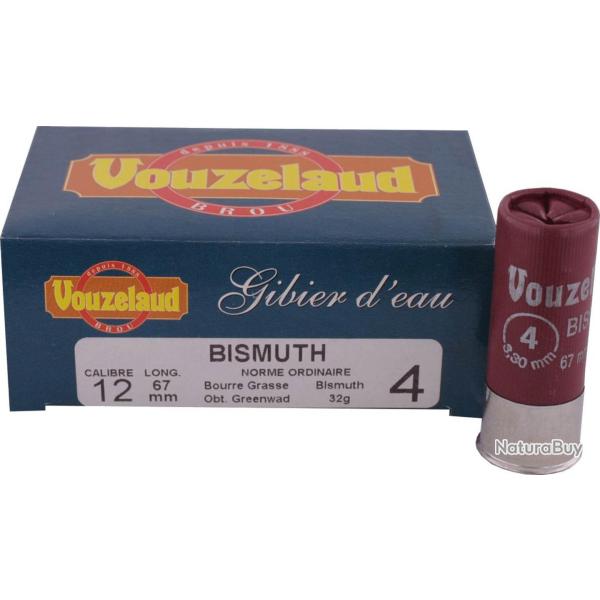 depuis 1888
Vouzelaud
BROU
depuis 1888
Vouzelaud
BROU
Gibier d'eau
BISMUTH
CALIBRE LONG. NORME ORDINAIRE
12 67 mm Bourre Grasse Bismuth 4
Obt. Greenwad 32g
Vouzel
4
3,30 mm
BIS
67 m
NaturaBuy